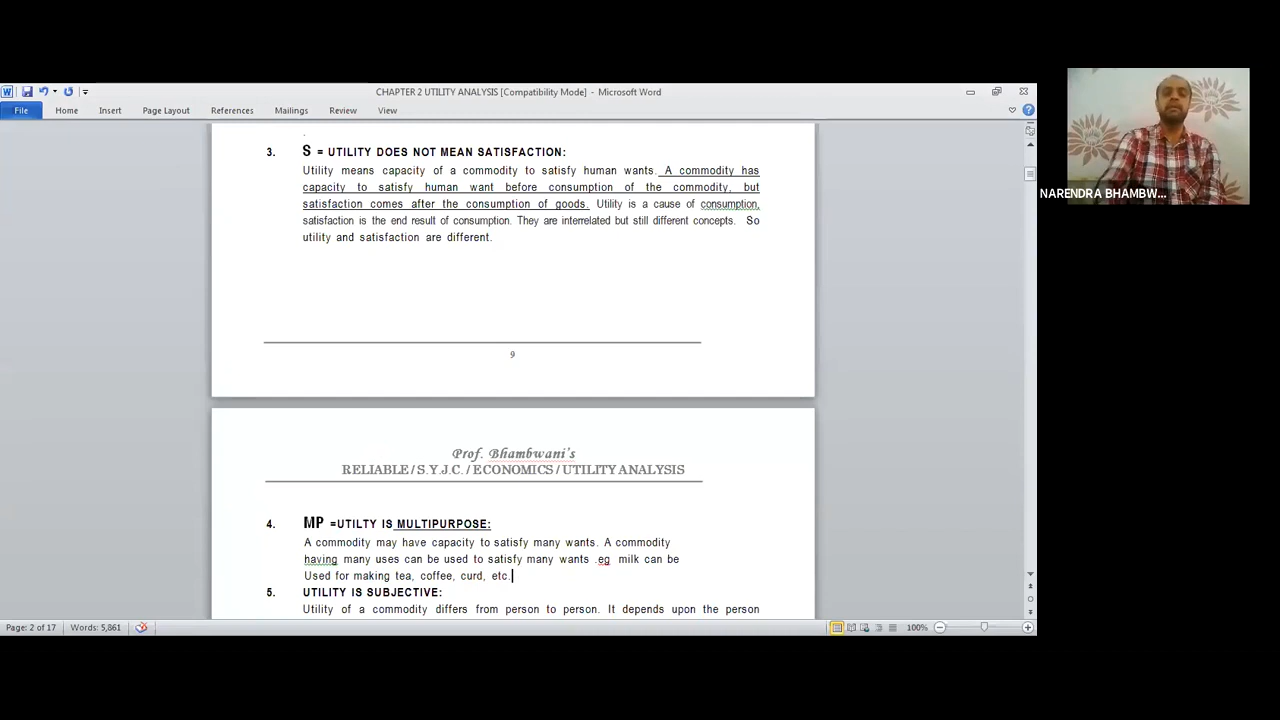 CHAPTER 2 UTILITY ANALYSIS [Compatibility Mode] - Microsoft Word
File Home Insert Page Layout References Mailings Review View
3. S = UTILITY DOES NOT MEAN SATISFACTION:
Utility means capacity of a commodity to satisfy human wants. A commodity has
capacity to satisfy human want before consumption of the commodity, but
satisfaction comes after the consumption of goods. Utility is a cause of consumption,
satisfaction is the end result of consumption. They are interrelated but still different concepts. So
utility and satisfaction are different.
9
Prof. Bhambwani's
RELIABLE / S.Y.J.C. / ECONOMICS / UTILITY ANALYSIS
4. MP =UTILTY IS MULTIPURPOSE:
A commodity may have capacity to satisfy many wants. A commodity
having many uses can be used to satisfy many wants .eg milk can be
Used for making tea, coffee, curd, etc.
5. UTILITY IS SUBJECTIVE:
Utility of a commodity differs from person to person. It depends upon the person
Page: 2 of 17 Words: 5,861 100%
NARENDRA BHAMBW...